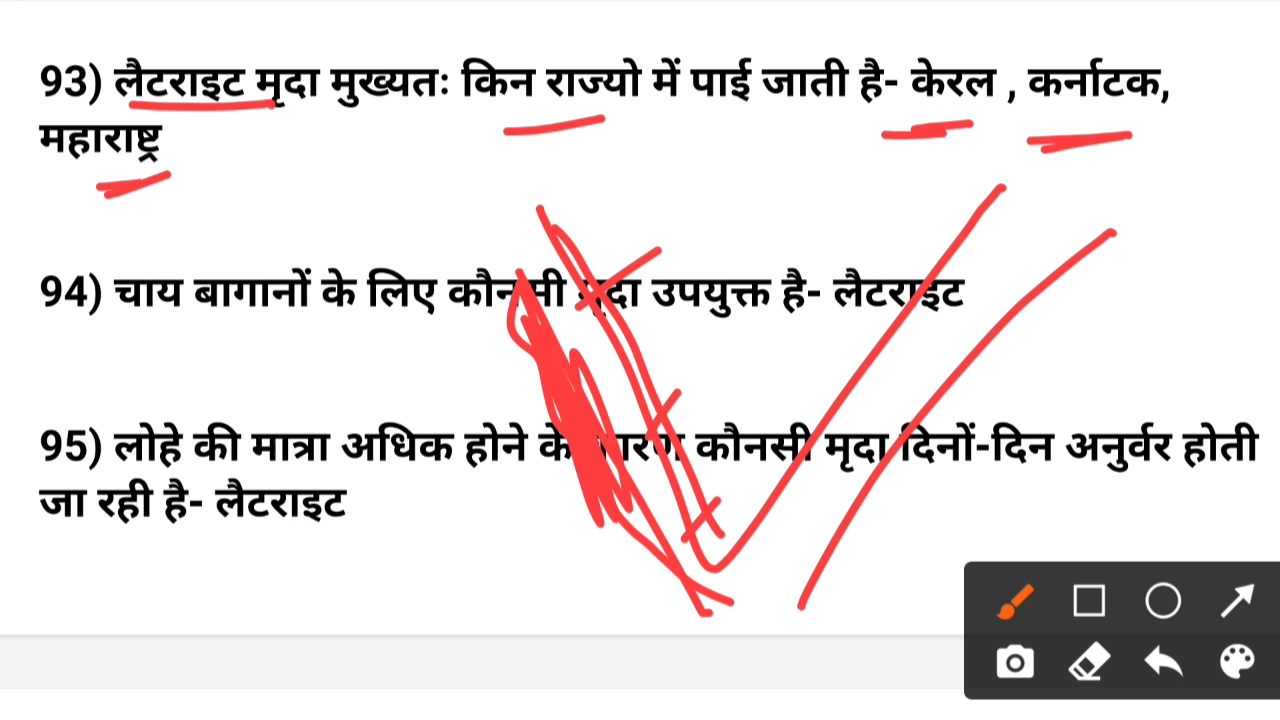 93) लैटराइट मृदा मुख्यतः किन राज्यो में पाई जाती है- केरल , कर्नाटक,
महाराष्ट्र
94) चाय बागानों के लिए कौनसी मृदा उपयुक्त है- लैटराइट
95) लोहे की मात्रा अधिक होने के कारण कौनसी मृदा दिनों-दिन अनुर्वर होती
जा रही है- लैटराइट